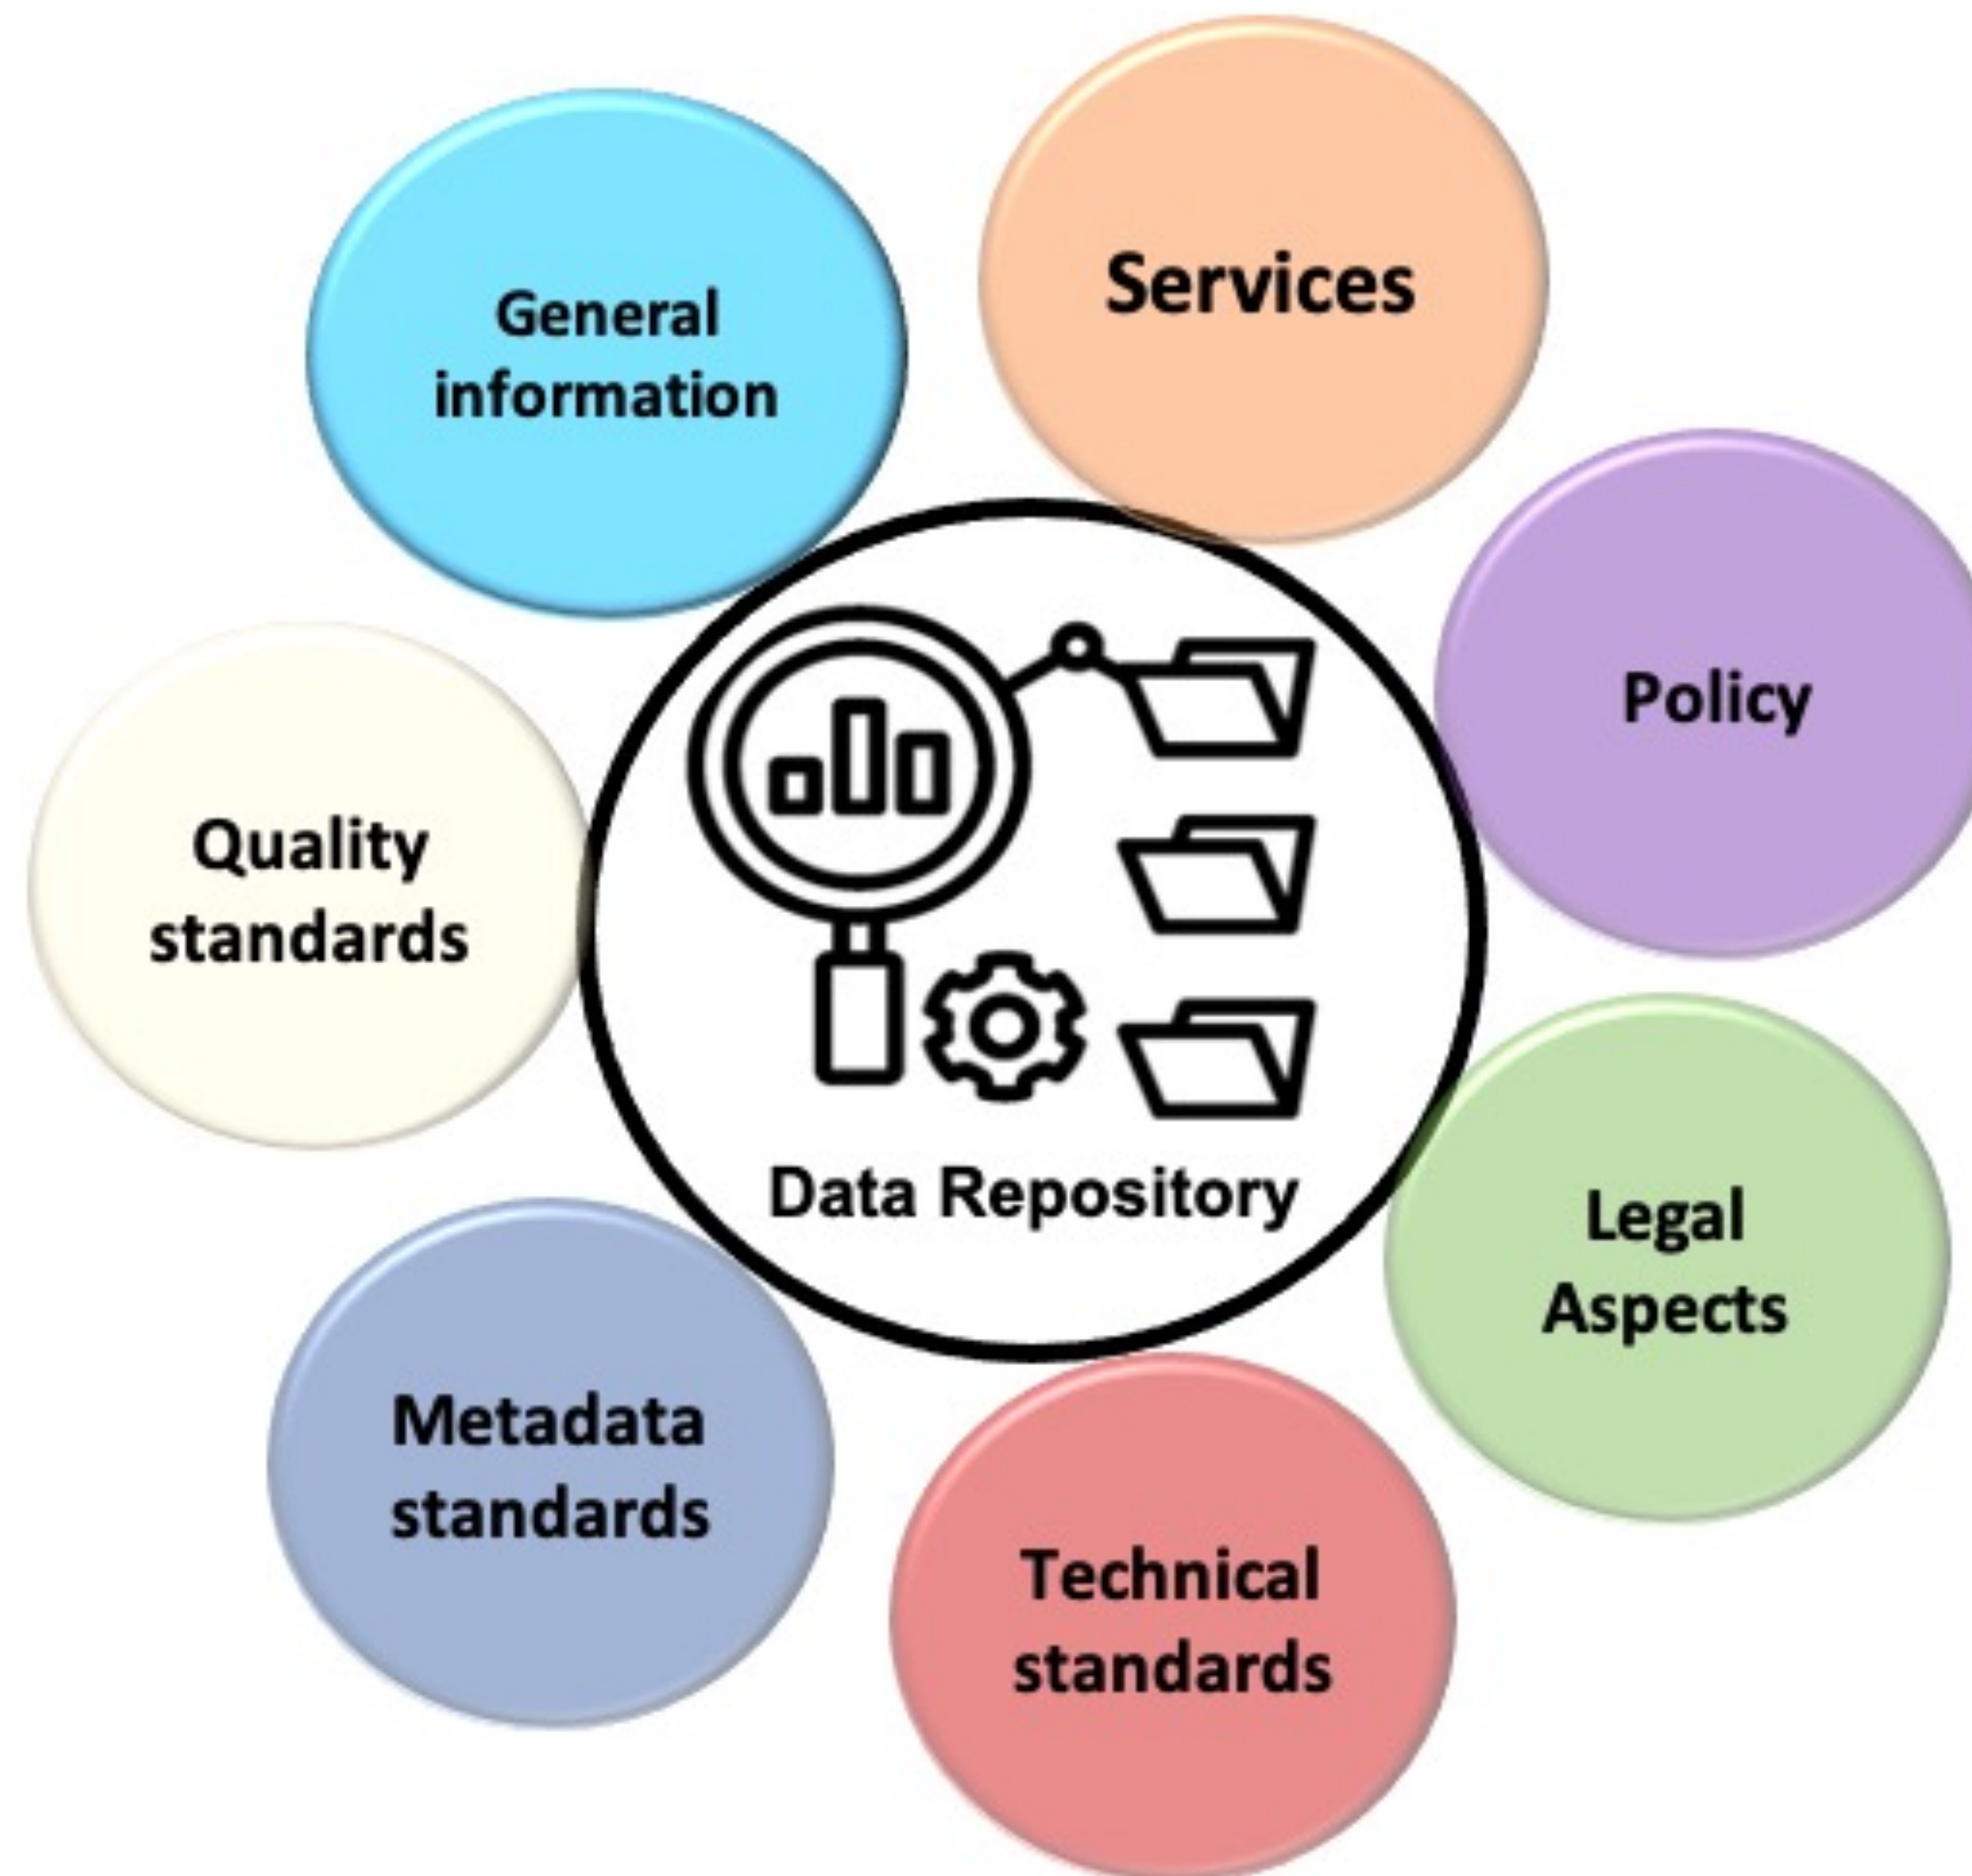 Services
General
information
Policy
Quality
standards
Data Repository
Legal
Aspects
Metadata
standards
Technical
standards